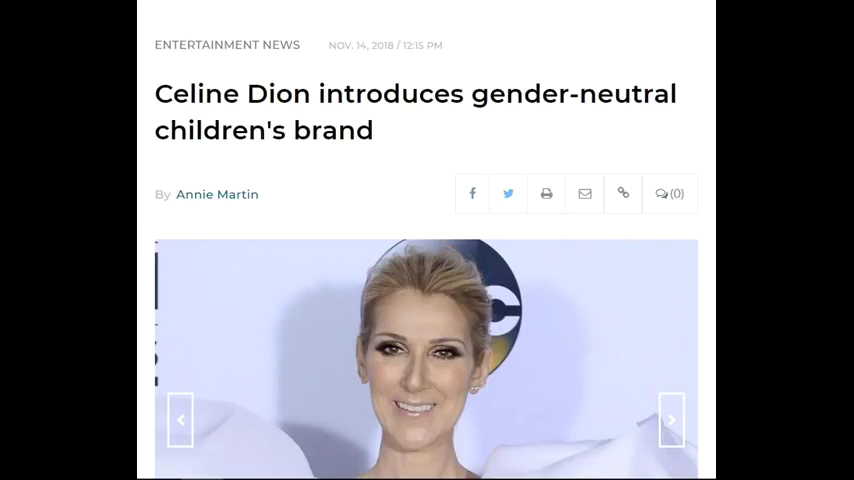 ENTERTAINMENT NEWS NOV. 14, 2018 / 12:15 PM
Celine Dion introduces gender-neutral
children's brand
By Annie Martin
(0)